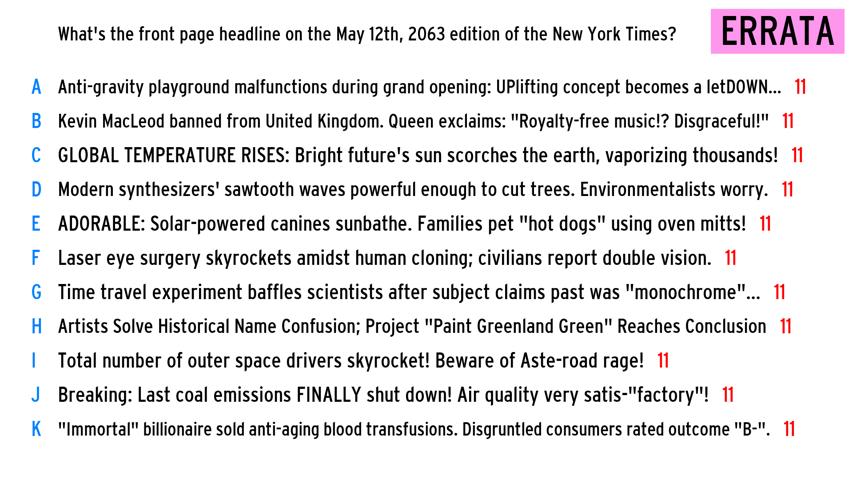 What's the front page headline on the May 12th, 2063 edition of the New York Times?
ERRATA
A Anti-gravity playground malfunctions during grand opening: UPlifting concept becomes a letDOWN... 11
B Kevin MacLeod banned from United Kingdom. Queen exclaims: "Royalty-free music!? Disgraceful!" 11
C GLOBAL TEMPERATURE RISES: Bright future's sun scorches the earth, vaporizing thousands! 11
D Modern synthesizers' sawtooth waves powerful enough to cut trees. Environmentalists worry. 11
E ADORABLE: Solar-powered canines sunbathe. Families pet "hot dogs" using oven mitts! 11
F Laser eye surgery skyrockets amidst human cloning; civilians report double vision. 11
G Time travel experiment baffles scientists after subject claims past was "monochrome"... 11
H Artists Solve Historical Name Confusion; Project "Paint Greenland Green" Reaches Conclusion 11
I Total number of outer space drivers skyrocket! Beware of Aste-road rage! 11
J Breaking: Last coal emissions FINALLY shut down! Air quality very satis-"factory"! 11
K "Immortal" billionaire sold anti-aging blood transfusions. Disgruntled consumers rated outcome "B-". 11